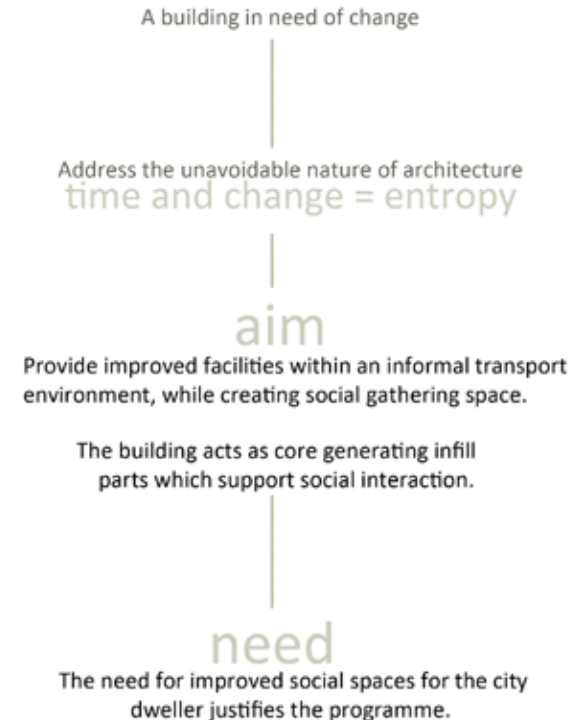 A building in need of change
Address the unavoidable nature of architecture
time and change = entropy
aim
Provide improved facilities within an informal transport
environment, while creating social gathering space.
The building acts as core generating infill
parts which support social interaction.
need
The need for improved social spaces for the city
dweller justifies the programme.